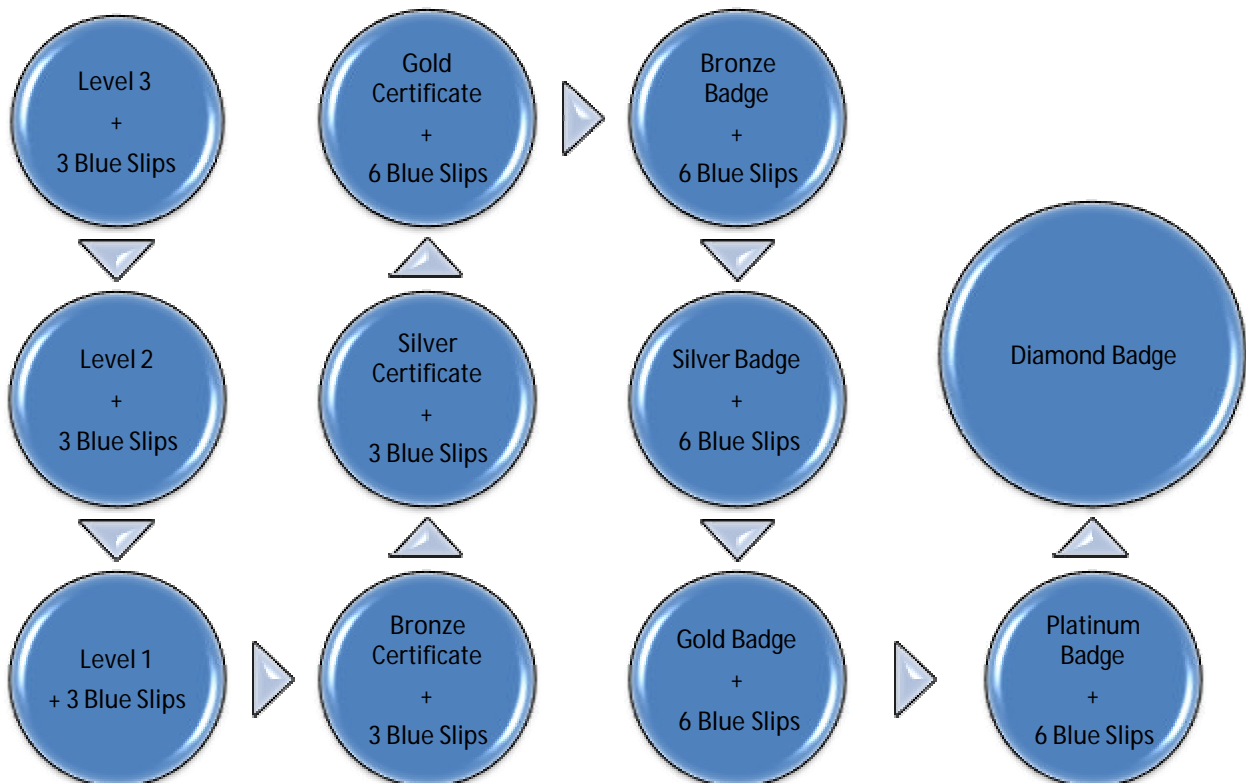 Level 3
+
3 Blue Slips
Level 2
+
3 Blue Slips
Level 1
+ 3 Blue Slips
Bronze
Certificate
+
3 Blue Slips
Silver
Certificate
+
3 Blue Slips
Gold
Certificate
+
6 Blue Slips
Bronze
Badge
+
6 Blue Slips
Silver Badge
+
6 Blue Slips
Gold Badge
+
6 Blue Slips
Platinum
Badge
+
6 Blue Slips
Diamond Badge